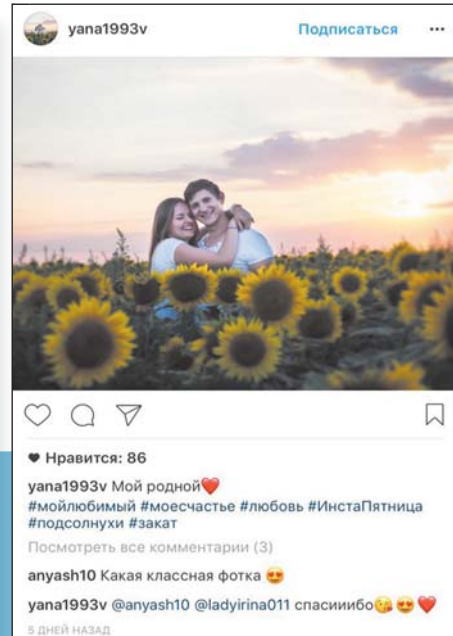 yana1993v Подписаться ...
Нравится: 86
yana1993v Мой родной❤️
#мойлюбимый #моесчастье #любовь #ИнстаПятница
#подсолнухи #закат
Посмотреть все комментарии (3)
anyash10 Какая классная фотка 😍
yana1993v @anyash10 @ladyirina011 спасииибо😘😍❤️
5 ДНЕЙ НАЗАД